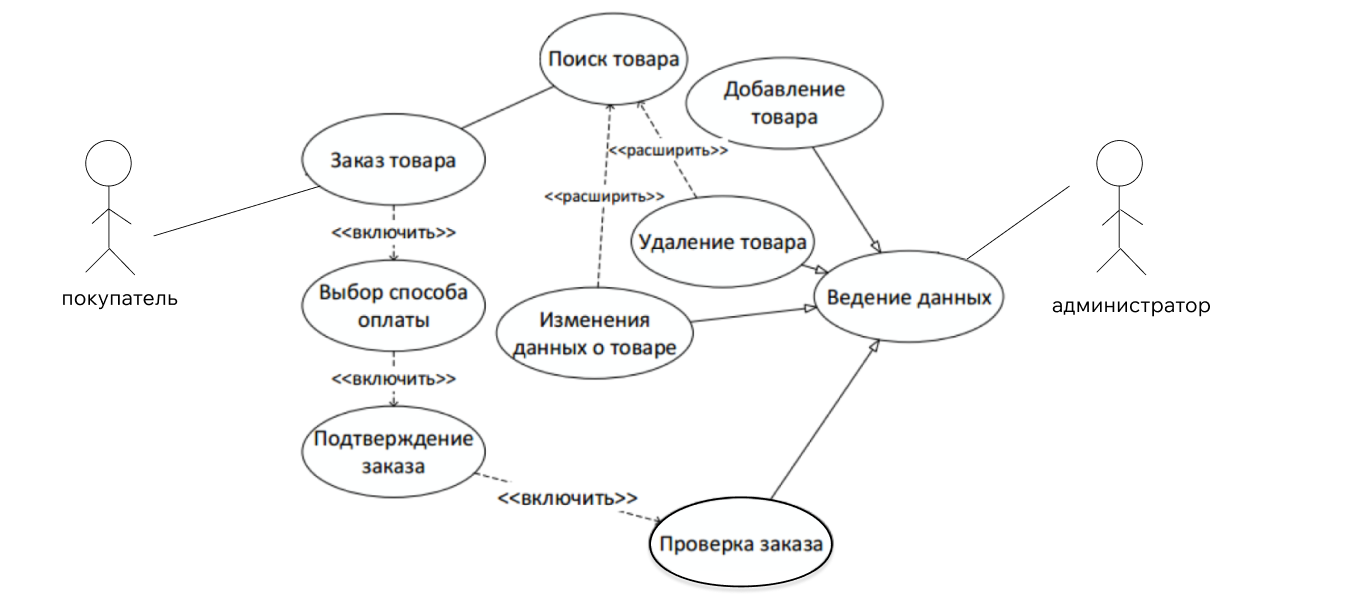 Поиск товара
Добавление
товара
Заказ товара
<<расширить>>
<<расширить>>
<<включить>>
Удаление товара
Выбор способа
оплаты
покупатель
Ведение данных
администратор
Изменения
данных о товаре
<<включить>>
Подтверждение
заказа
<<включить>>
Проверка заказа